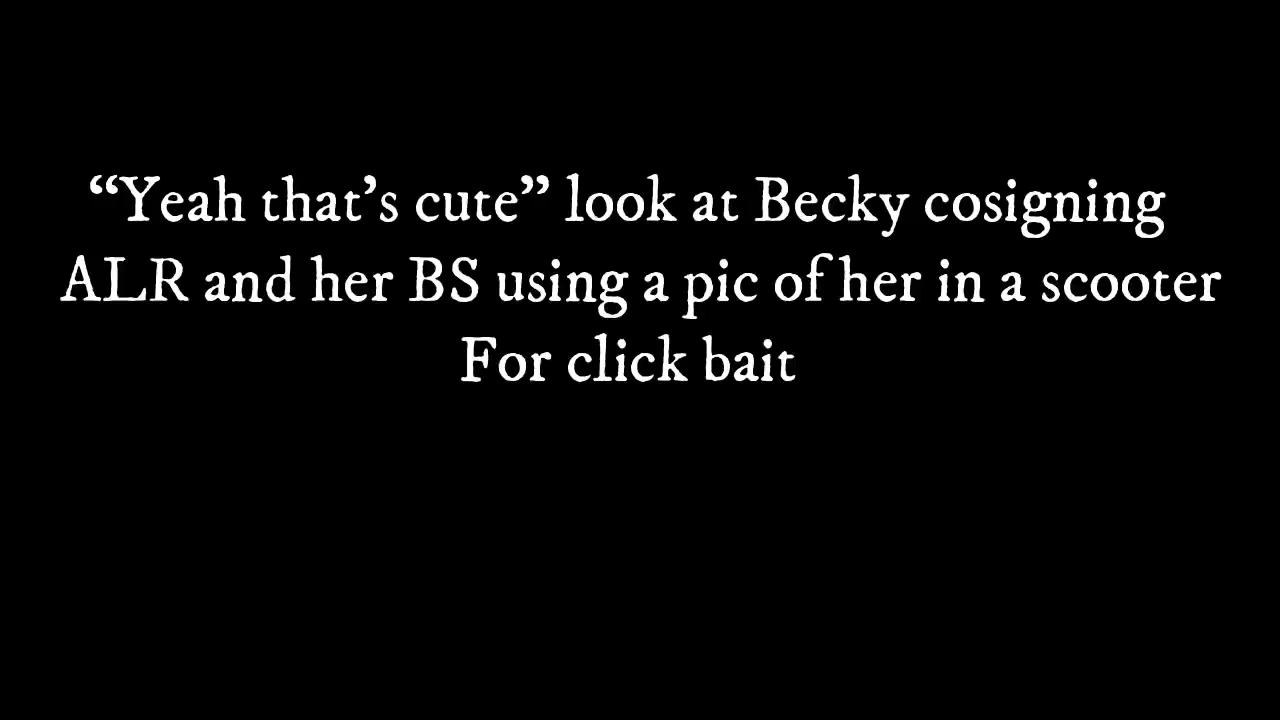 “Yeah that’s cute” look at Becky cosigning
ALR and her BS using a pic of her in a scooter
For click bait